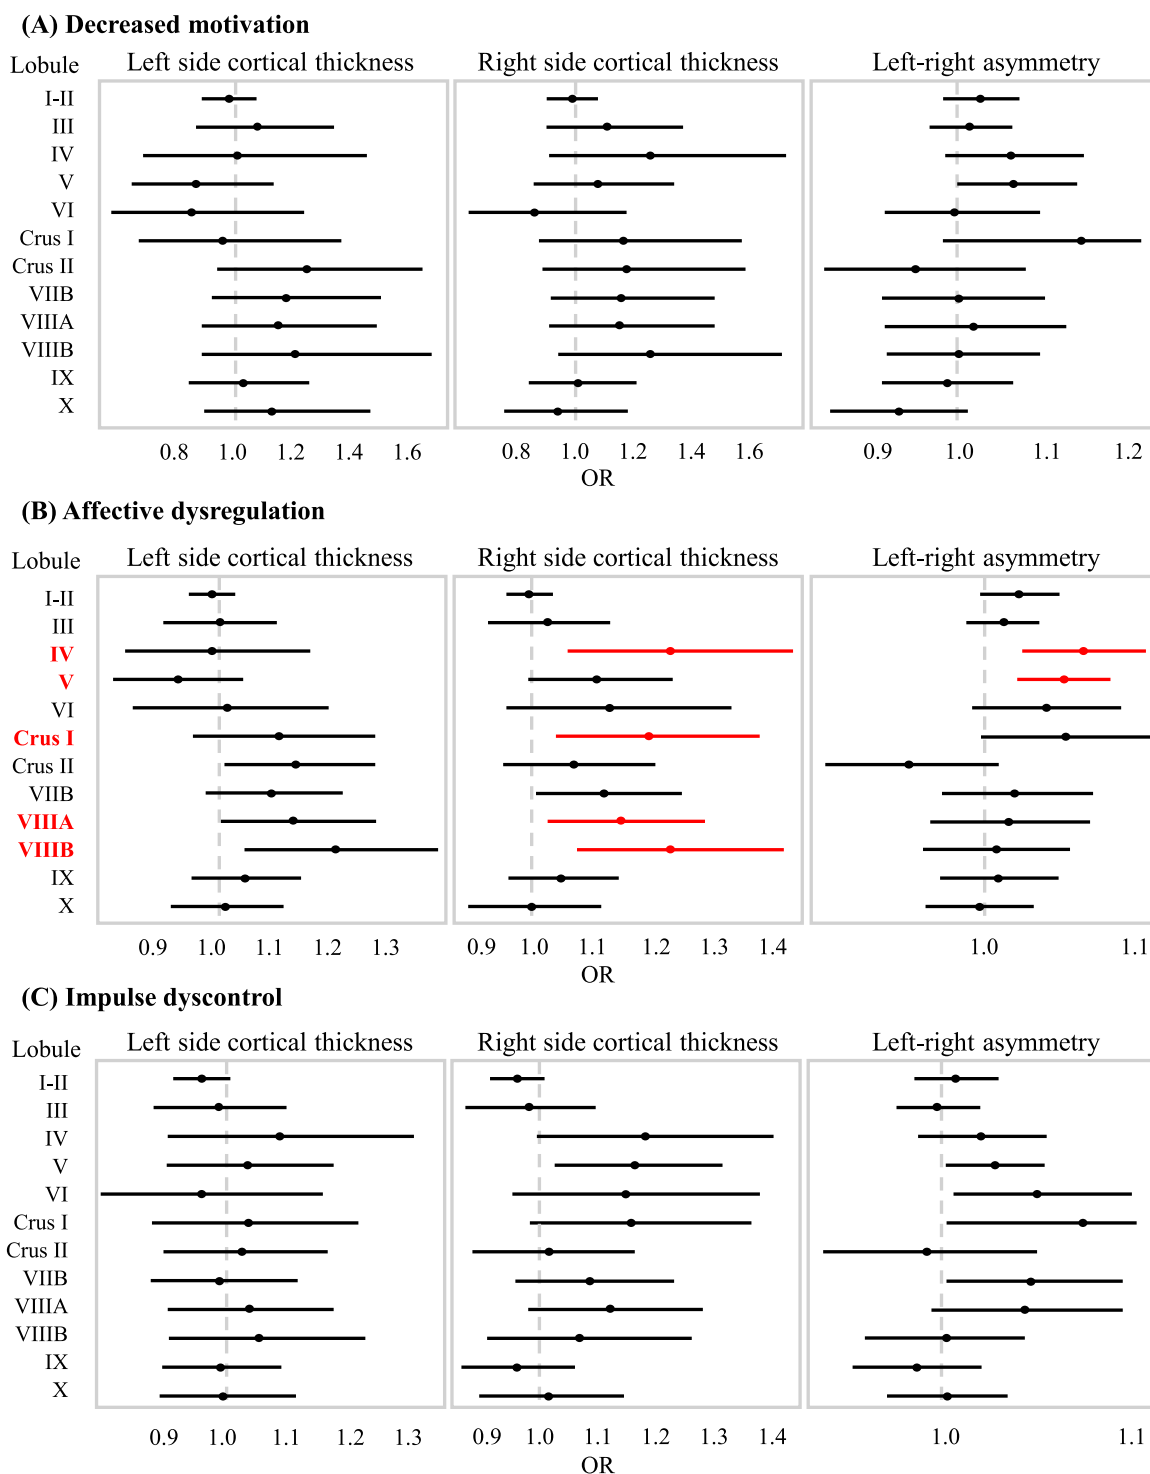 (A) Decreased motivation
Lobule Left side cortical thickness Right side cortical thickness Left-right asymmetry
I-II
III
IV
V
VI
Crus I
Crus II
VIIB
VIIIA
VIIIB
IX
X
0.8 1.0 1.2 1.4 1.6 0.8 1.0 1.2 1.4 1.6 0.9 1.0 1.1 1.2
OR
(B) Affective dysregulation
Lobule Left side cortical thickness Right side cortical thickness Left-right asymmetry
I-II
III
IV
V
VI
Crus I
Crus II
VIIB
VIIIA
VIIIB
IX
X
0.9 1.0 1.1 1.2 1.3 0.9 1.0 1.1 1.2 1.3 1.4 1.0 1.1
OR
(C) Impulse dyscontrol
Lobule Left side cortical thickness Right side cortical thickness Left-right asymmetry
I-II
III
IV
V
VI
Crus I
Crus II
VIIB
VIIIA
VIIIB
IX
X
0.9 1.0 1.1 1.2 1.3 0.9 1.0 1.1 1.2 1.3 1.4 1.0 1.1
OR